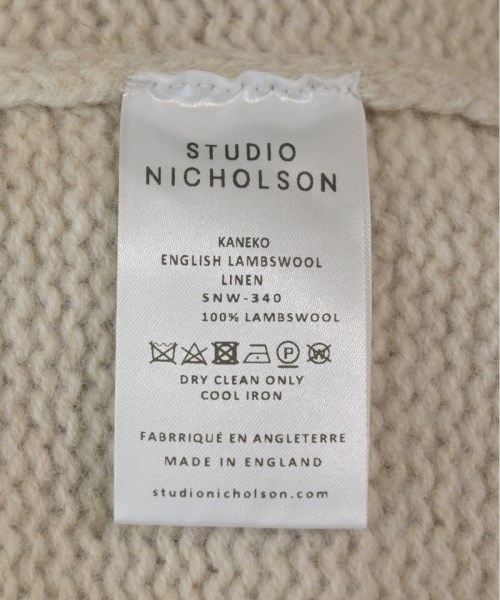 STUDIO
NICHOLSON
KANEKO
ENGLISH LAMBSWOOL
LINEN
SNW-340
100% LAMBSWOOL
P W
DRY CLEAN ONLY
COOL IRON
FABRRIQUÉ EN ANGLETERRE
MADE IN ENGLAND
studionicholson.com